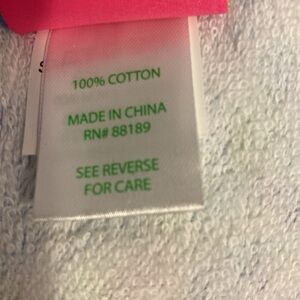 100% COTTON
MADE IN CHINA
RN# 88189
SEE REVERSE
FOR CARE